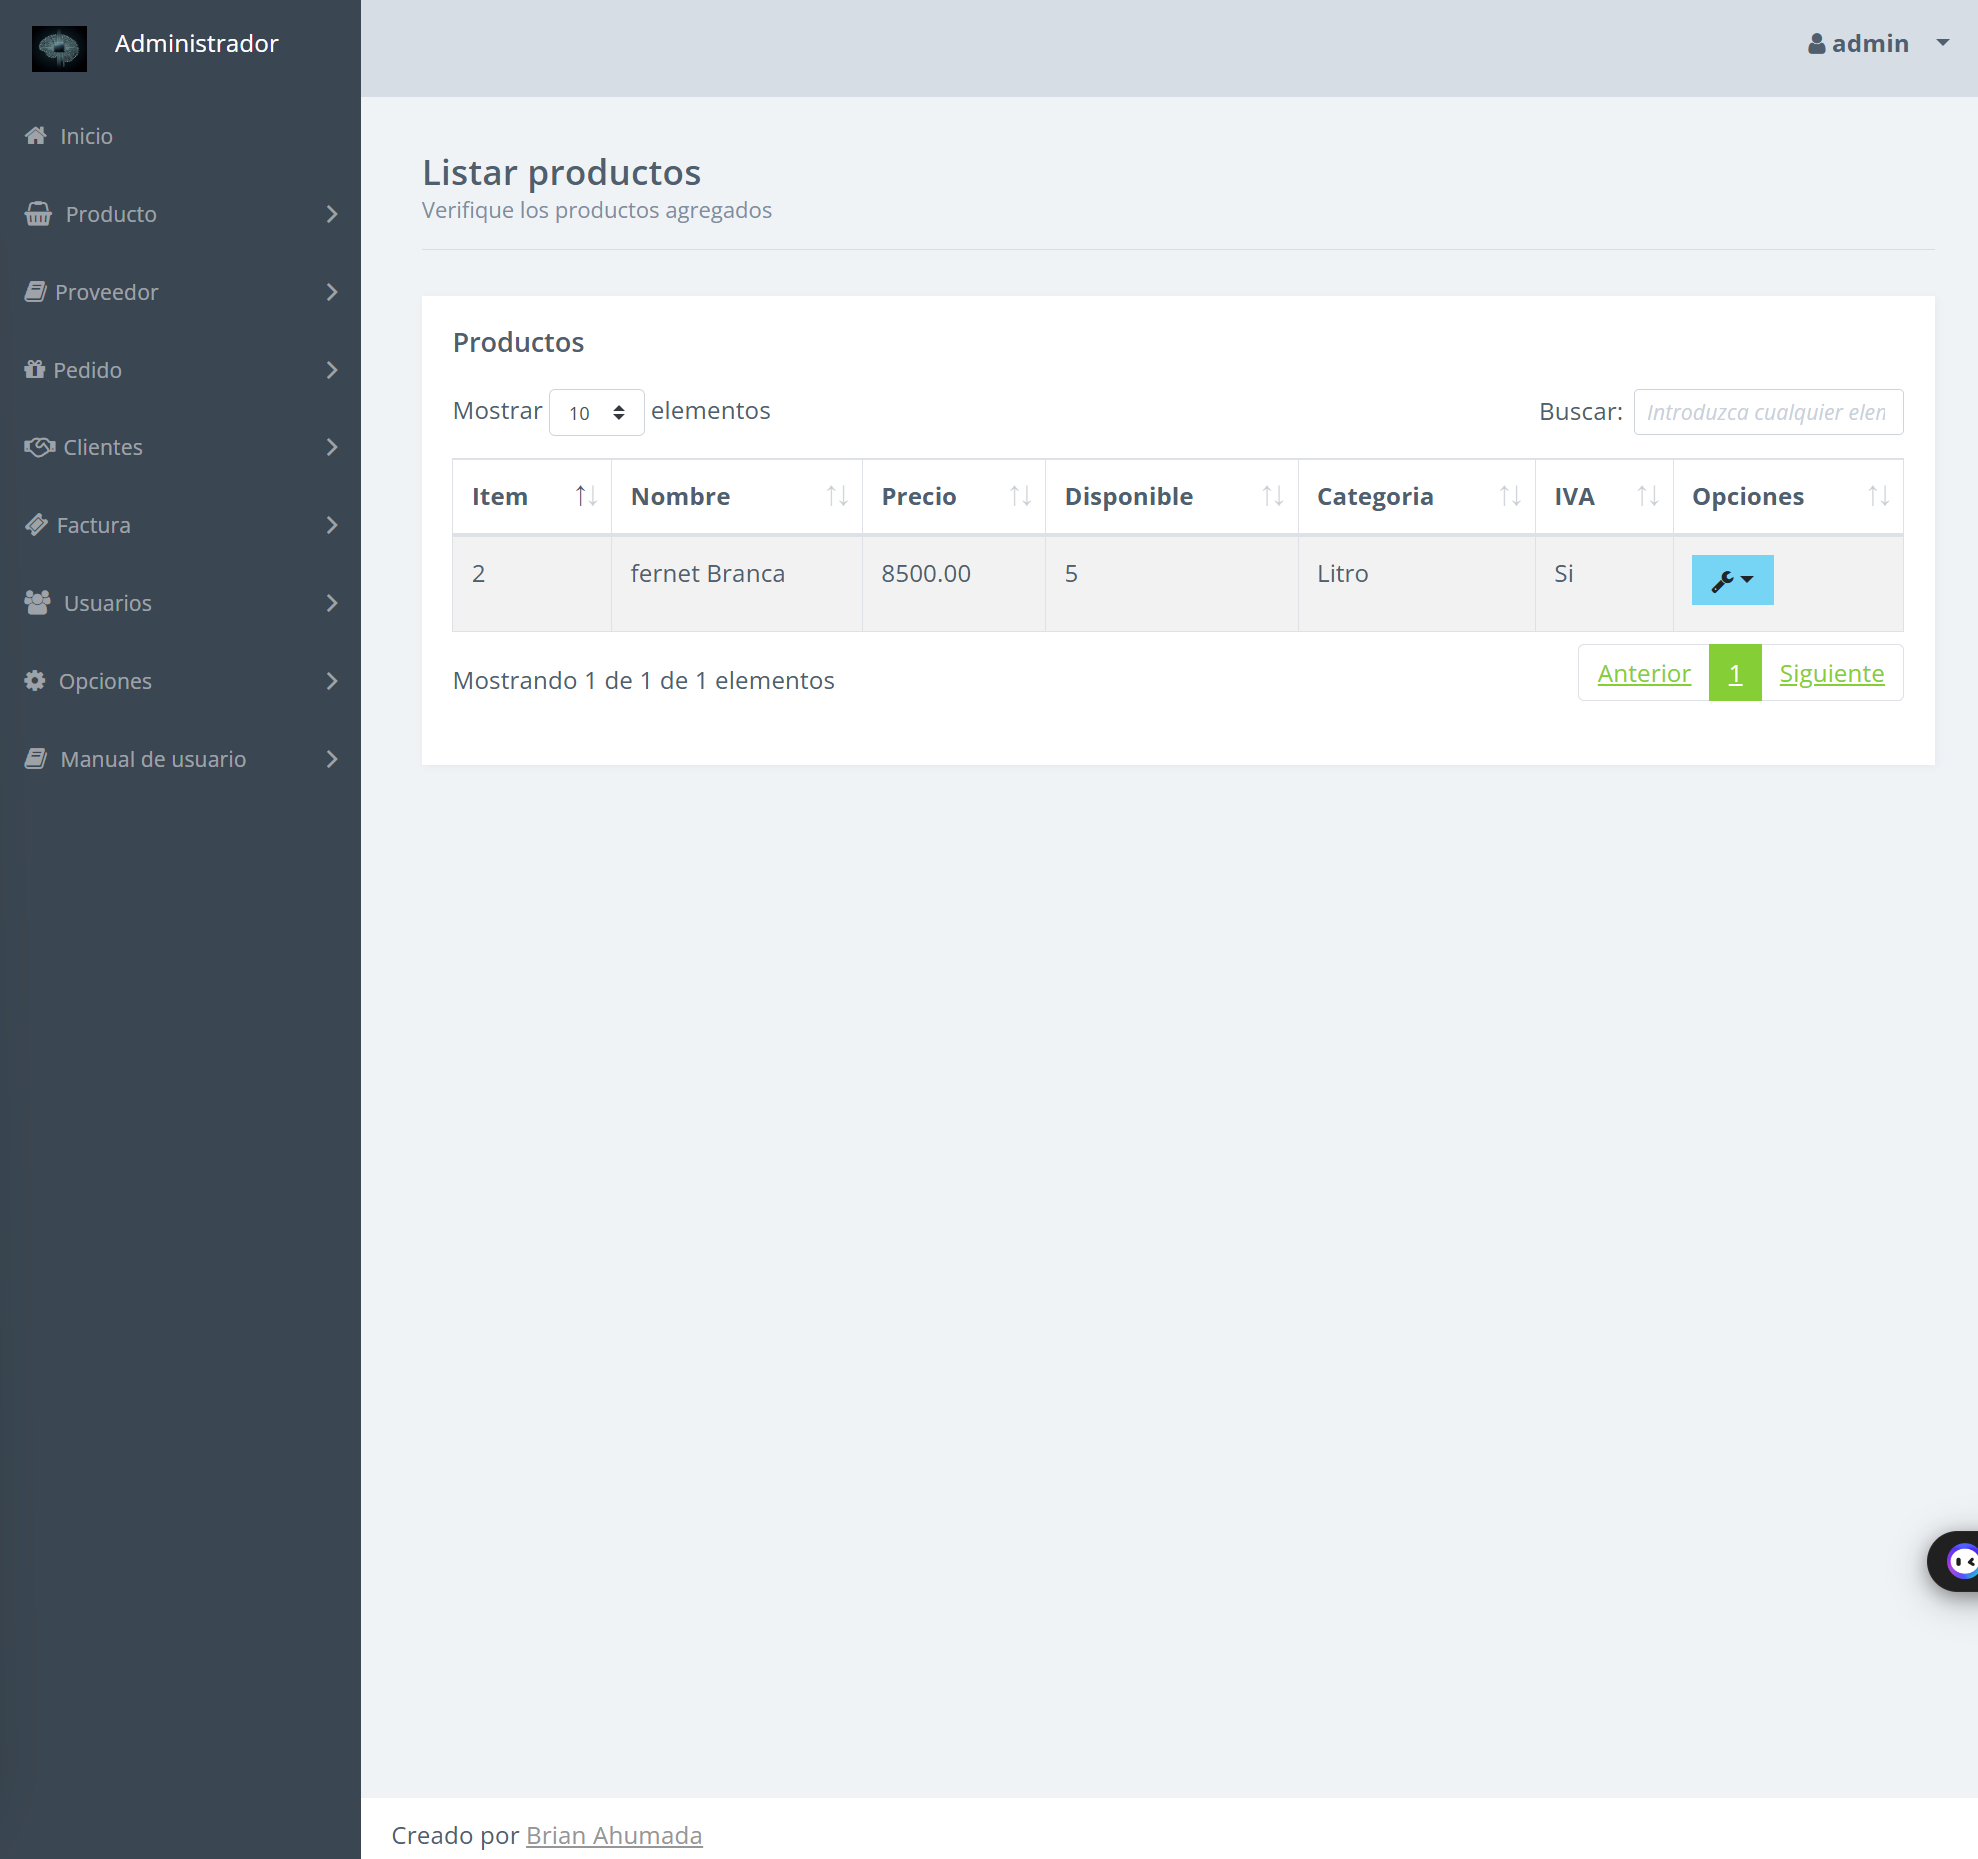 Administrador
admin
Inicio
Producto
Proveedor
Pedido
Clientes
Factura
Usuarios
Opciones
Manual de usuario
Listar productos
Verifique los productos agregados
Productos
Mostrar 10 elementos
Buscar: Introduzca cualquier elen
Item Nombre Precio Disponible Categoria IVA Opciones
2 fernet Branca 8500.00 5 Litro Si
Mostrando 1 de 1 de 1 elementos
Anterior 1 Siguiente
Creado por Brian Ahumada